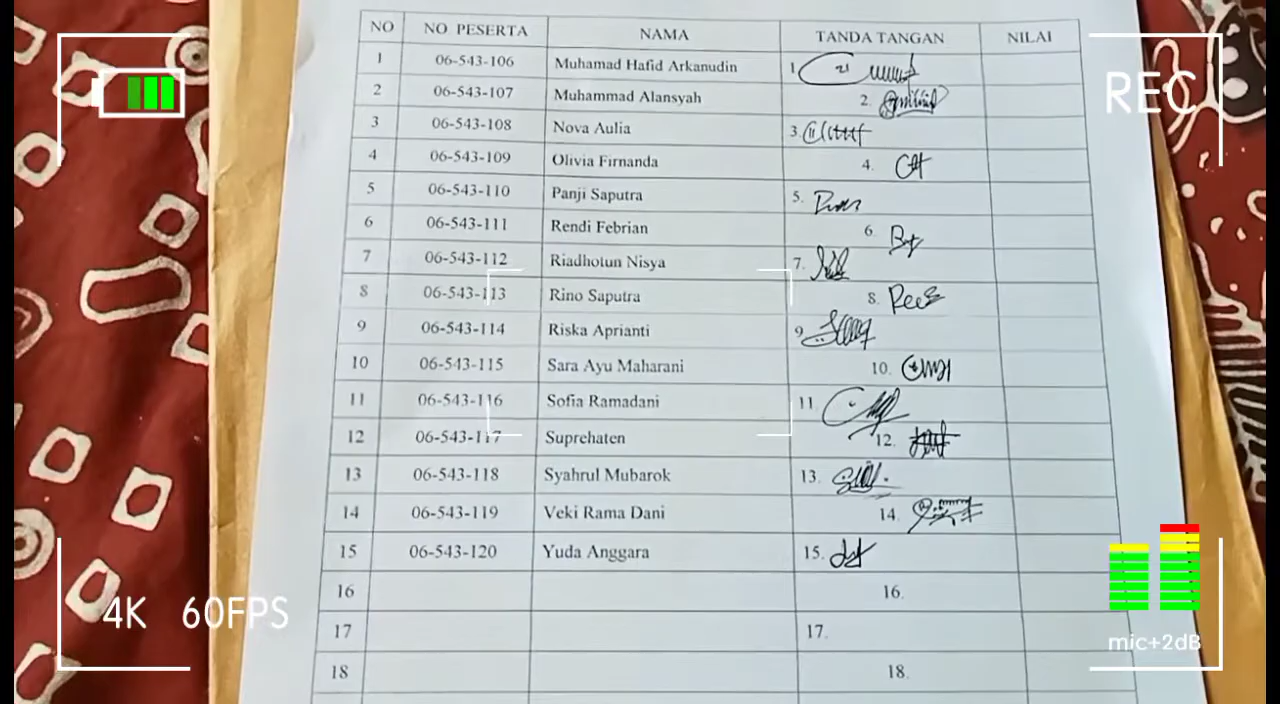 NO NO PESERTA NAMA TANDA TANGAN NILAI
1 06-543-106 Muhamad Hafid Arkanudin 1
2 06-543-107 Muhammad Alansyah 2.
3 06-543-108 Nova Aulia 3.
4 06-543-109 Olivia Firnanda 4.
5 06-543-110 Panji Saputra 5.
6 06-543-111 Rendi Febrian 6.
7 06-543-112 Riadhotun Nisya 7.
8 06-543-113 Rino Saputra 8.
9 06-543-114 Riska Aprianti 9.
10 06-543-115 Sara Ayu Maharani 10.
11 06-543-116 Sofia Ramadani 11
12 06-543-117 Suprehaten 12.
13 06-543-118 Syahrul Mubarok 13.
14 06-543-119 Veki Rama Dani 14.
15 06-543-120 Yuda Anggara 15.
16 16.
17 17.
18 18.
REC
4K 60FPS
mic+2dB